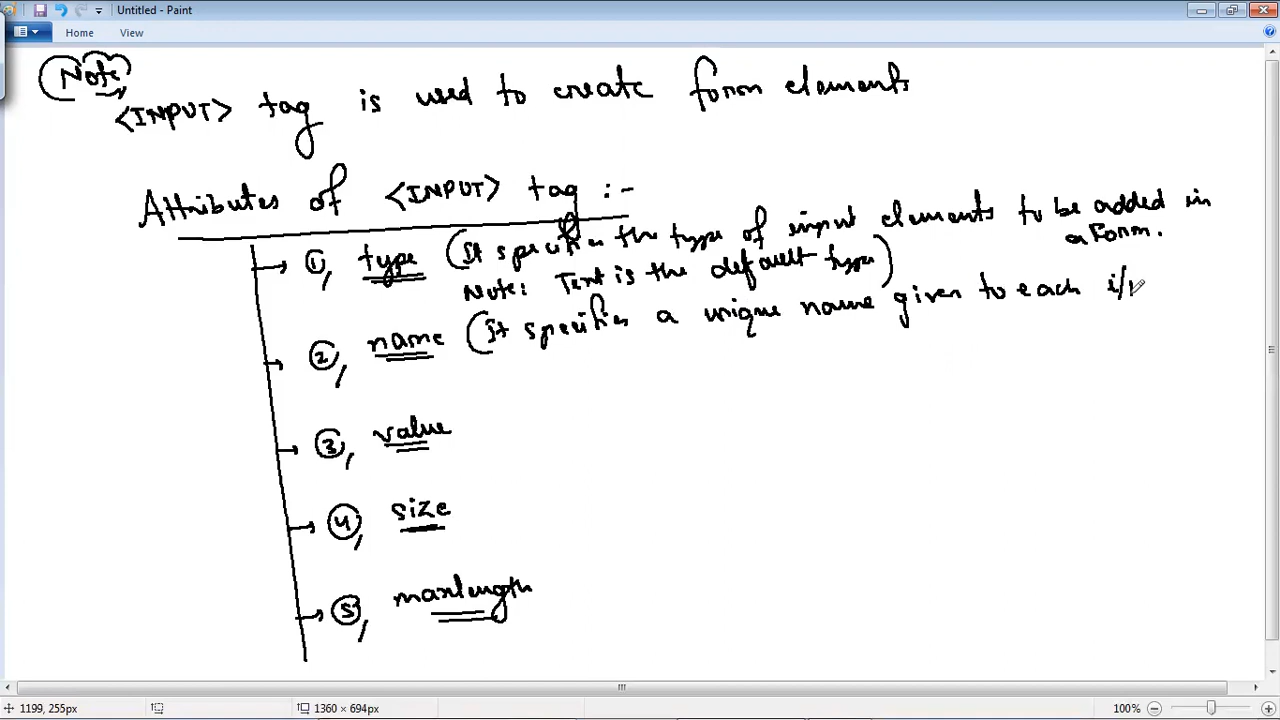 Untitled - Paint
Home View
Note
<INPUT> tag is used to create form elements
Attributes of <INPUT> tag :-
1, type (It specifies the type of input elements to be added in
a form.
Note: Text is the default type)
2, name (It specifies a unique name given to each i/p
3, value
4, size
5, maxlength
1199, 255px
1360 × 694px
100%